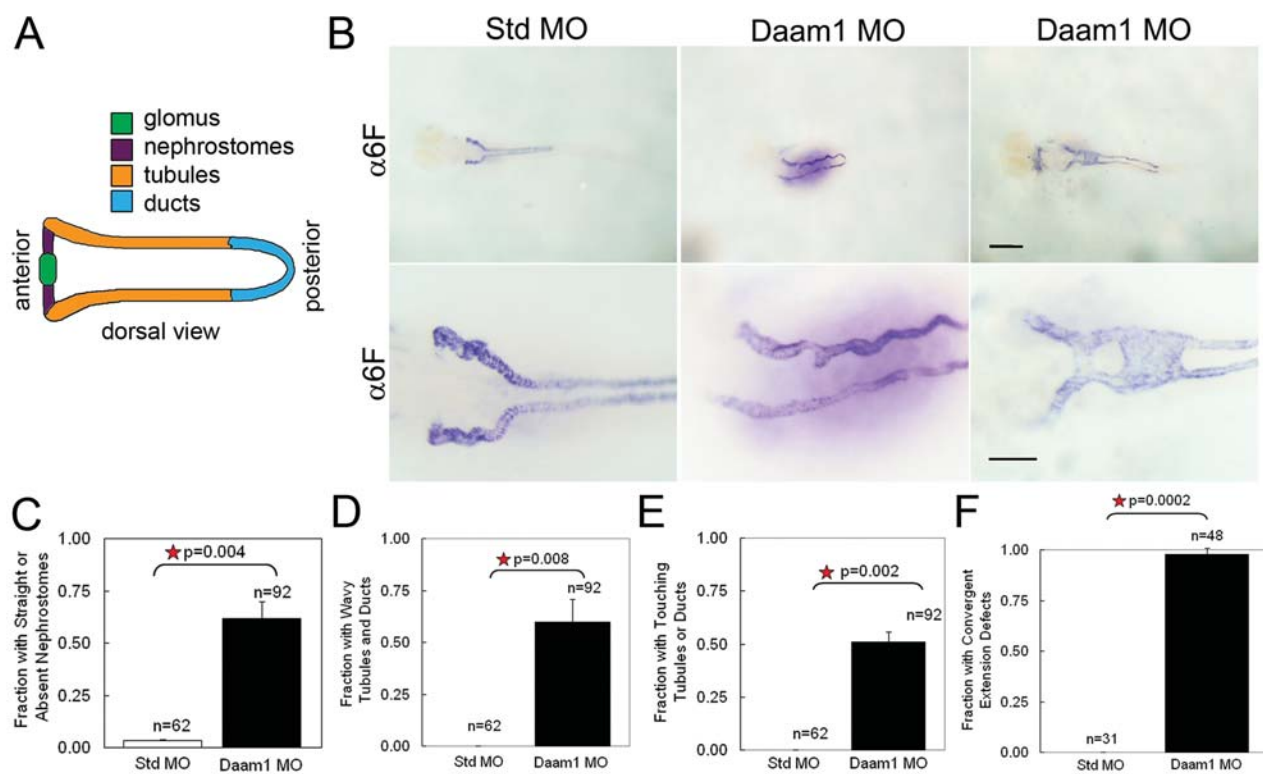 A
glomus
nephrostomes
tubules
ducts
anterior
posterior
dorsal view
B
Std MO
Daam1 MO
Daam1 MO
α6F
α6F
C
Fraction with Straight or
Absent Nephrostomes
1.00
0.75
0.50
0.25
0.00
p=0.004
n=62
n=92
Std MO
Daam1 MO
D
Fraction with Wavy
Tubules and Ducts
1.00
0.75
0.50
0.25
0.00
p=0.008
n=62
n=92
Std MO
Daam1 MO
E
Fraction with Touching
Tubules or Ducts
1.00
0.75
0.50
0.25
0.00
p=0.002
n=62
n=92
Std MO
Daam1 MO
F
Fraction with Convergent
Extension Defects
1.00
0.75
0.50
0.25
0.00
p=0.0002
n=31
n=48
Std MO
Daam1 MO